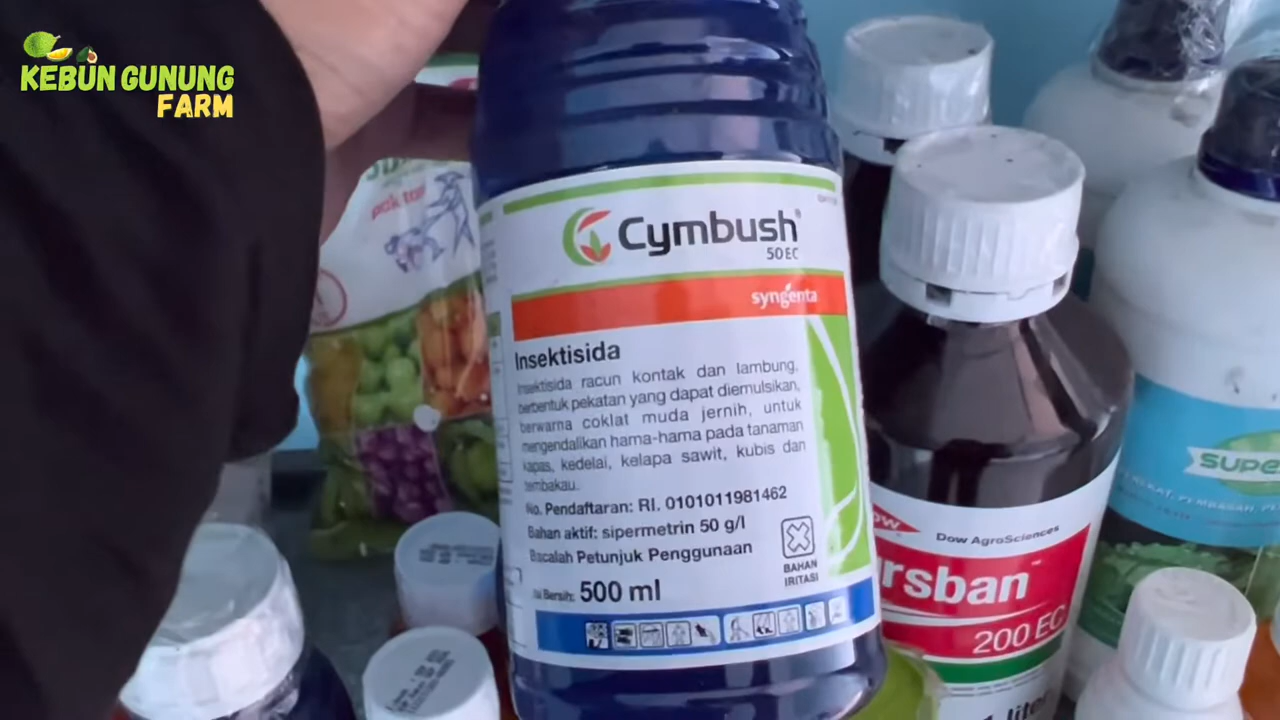 KEBUN GUNUNG
FARM
Cymbush®
50 EC
syngenta
Insektisida
Insektisida racun kontak dan lambung,
berbentuk pekatan yang dapat diemulsikan,
berwarna coklat muda jernih, untuk
mengendalikan hama-hama pada tanaman
kapas, kedelai, kelapa sawit, kubis dan
tembakau.
No. Pendaftaran: RI. 0101011981462
Bahan aktif: sipermetrin 50 g/l
Bacalah Petunjuk Penggunaan
BAHAN
IRITASI
Isi Bersih: 500 ml
Dow AgroSciences
rsban™
200 EC
liter
SUPE